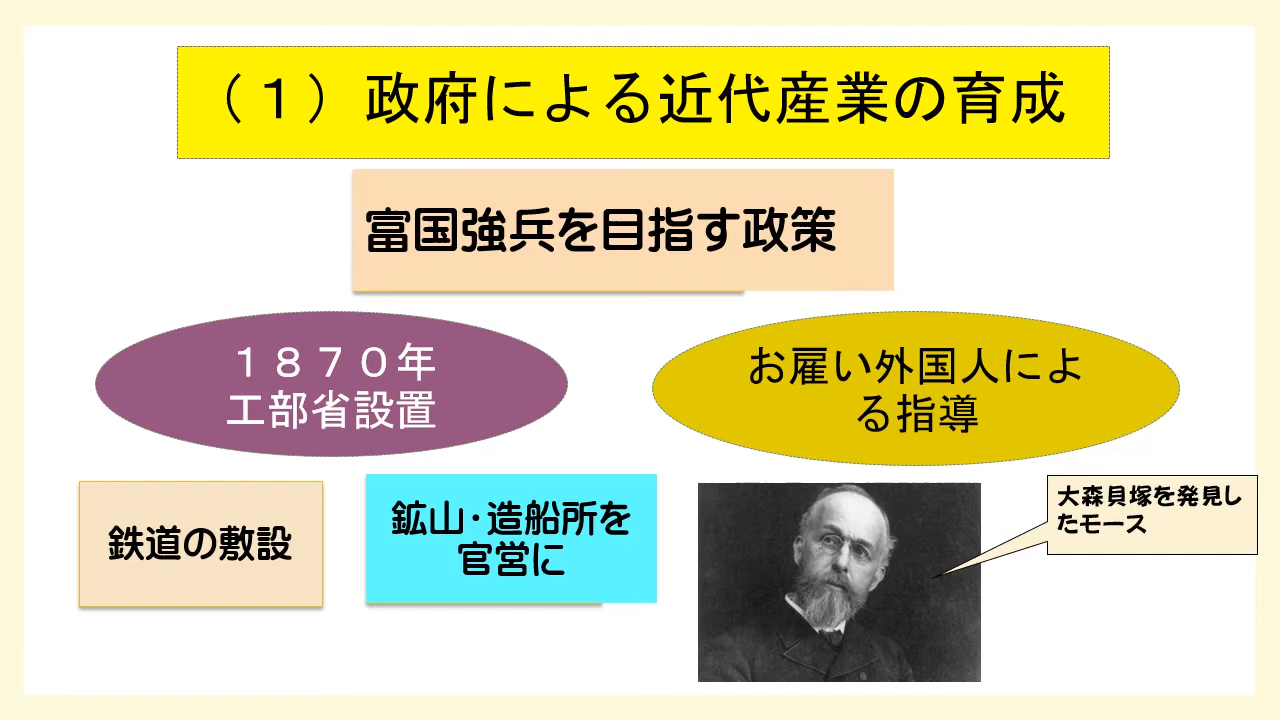 （１）政府による近代産業の育成
富国強兵を目指す政策
１８７０年
工部省設置
お雇い外国人によ
る指導
鉄道の敷設
鉱山・造船所を
官営に
大森貝塚を発見し
たモース